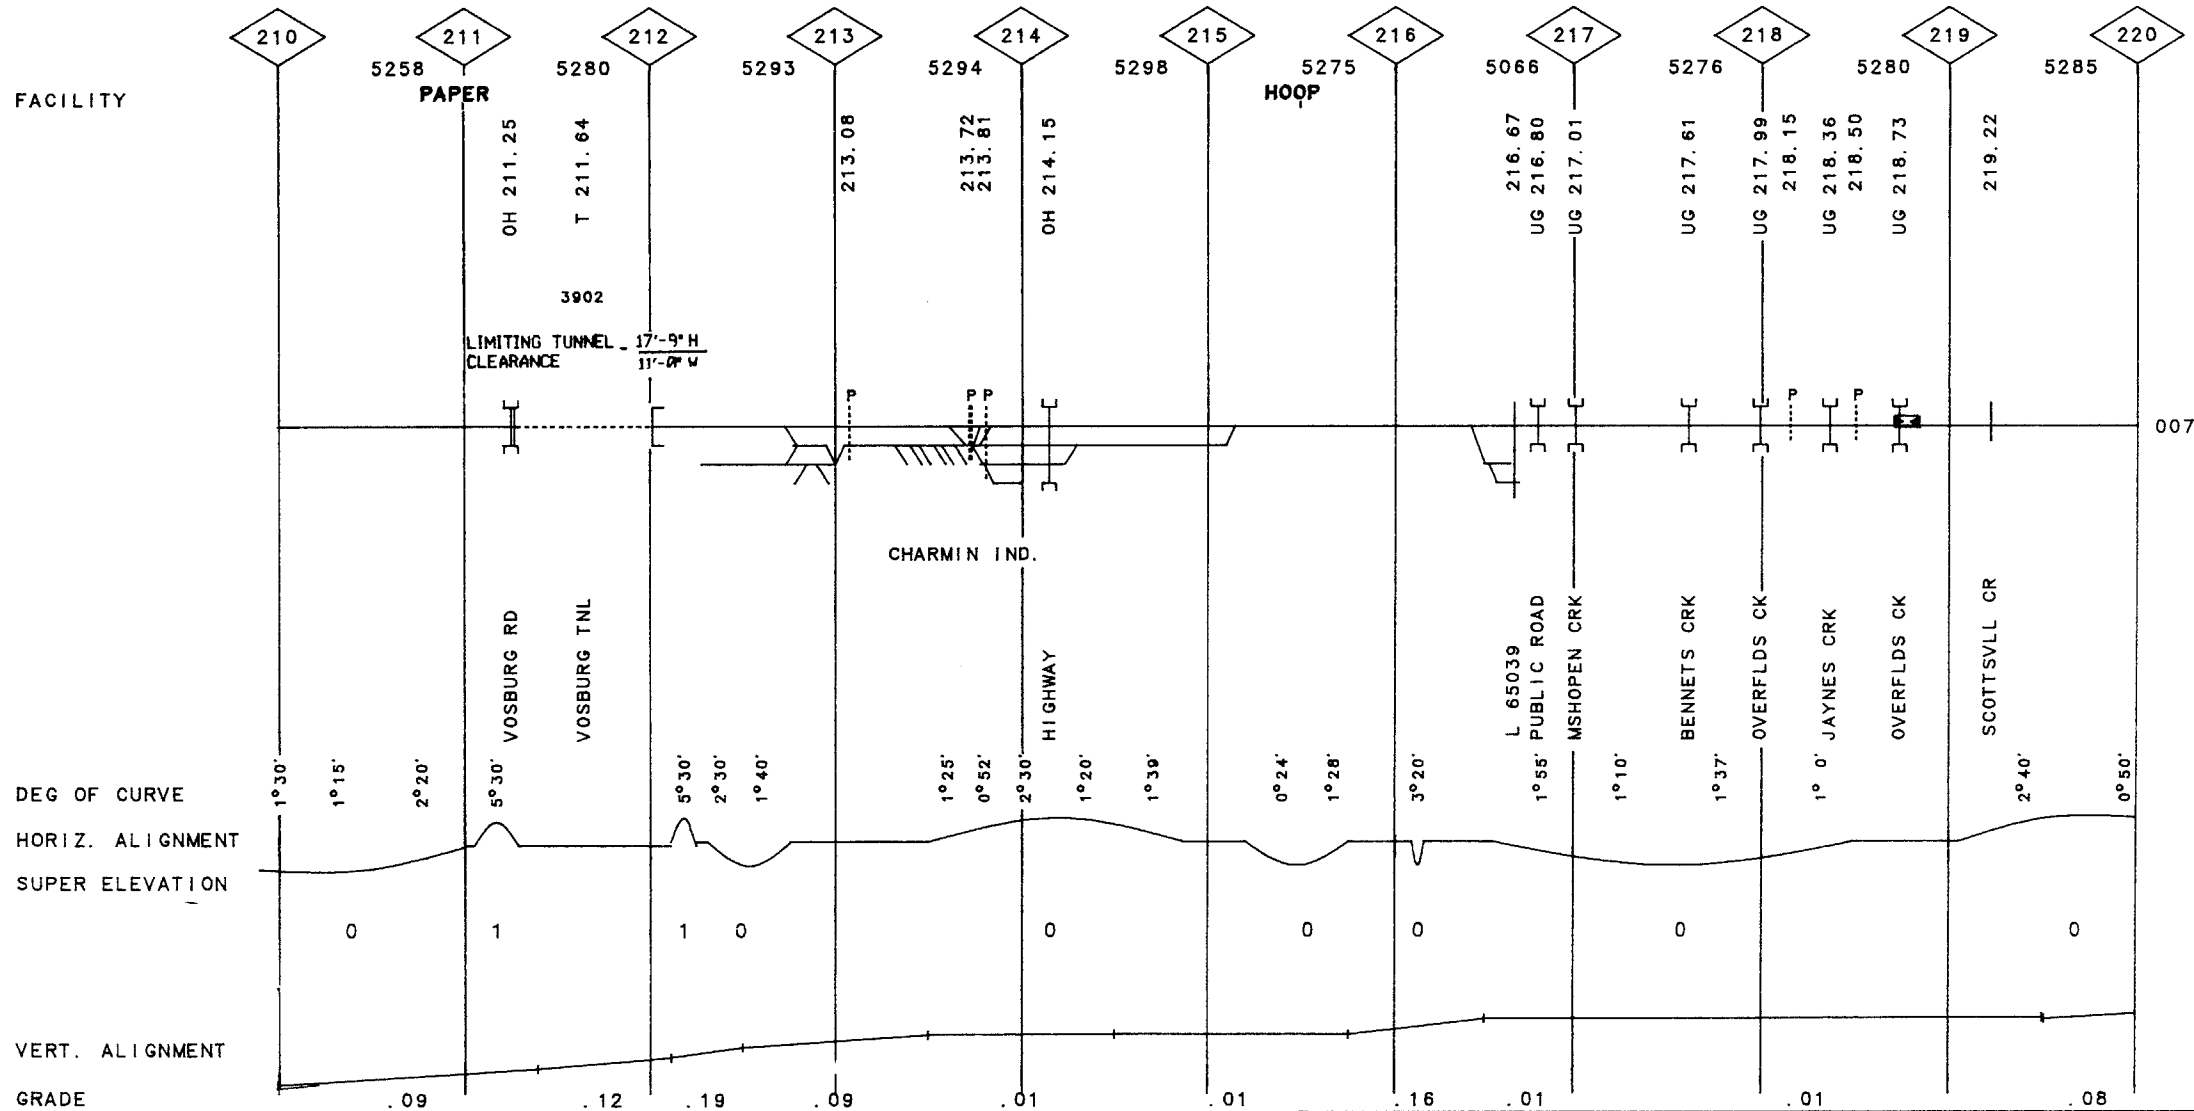 210 211 212 213 214 215 216 217 218 219 220
5258 5280 5293 5294 5298 5275 5066 5276 5280 5285
FACILITY
PAPER
HOOP
OH 211.25
T 211.64
213.08
213.72
213.81
OH 214.15
216.67
UG 216.80
UG 217.01
UG 217.61
UG 217.99
218.15
UG 218.36
218.50
UG 218.73
219.22
3902
LIMITING TUNNEL - 17'-9" H
CLEARANCE 11'-0" W
P P P P P
007
CHARMIN IND.
VOSBURG RD
VOSBURG TNL
HIGHWAY
L 65039
PUBLIC ROAD
MSHOPEN CRK
BENNETS CRK
OVERFLDS CK
JAYNES CRK
OVERFLDS CK
SCOTTSVLL CR
DEG OF CURVE
1°30' 1°15' 2°20' 5°30' 5°30' 2°30' 1°40' 1°25' 0°52' 2°30' 1°20' 1°39' 0°24' 1°28' 3°20' 1°55' 1°10' 1°37' 1° 0' 2°40' 0°50'
HORIZ. ALIGNMENT
SUPER ELEVATION
0 1 1 0 0 0 0 0 0
VERT. ALIGNMENT
GRADE .09 .12 .19 .09 .01 .01 .16 .01 .01 .08